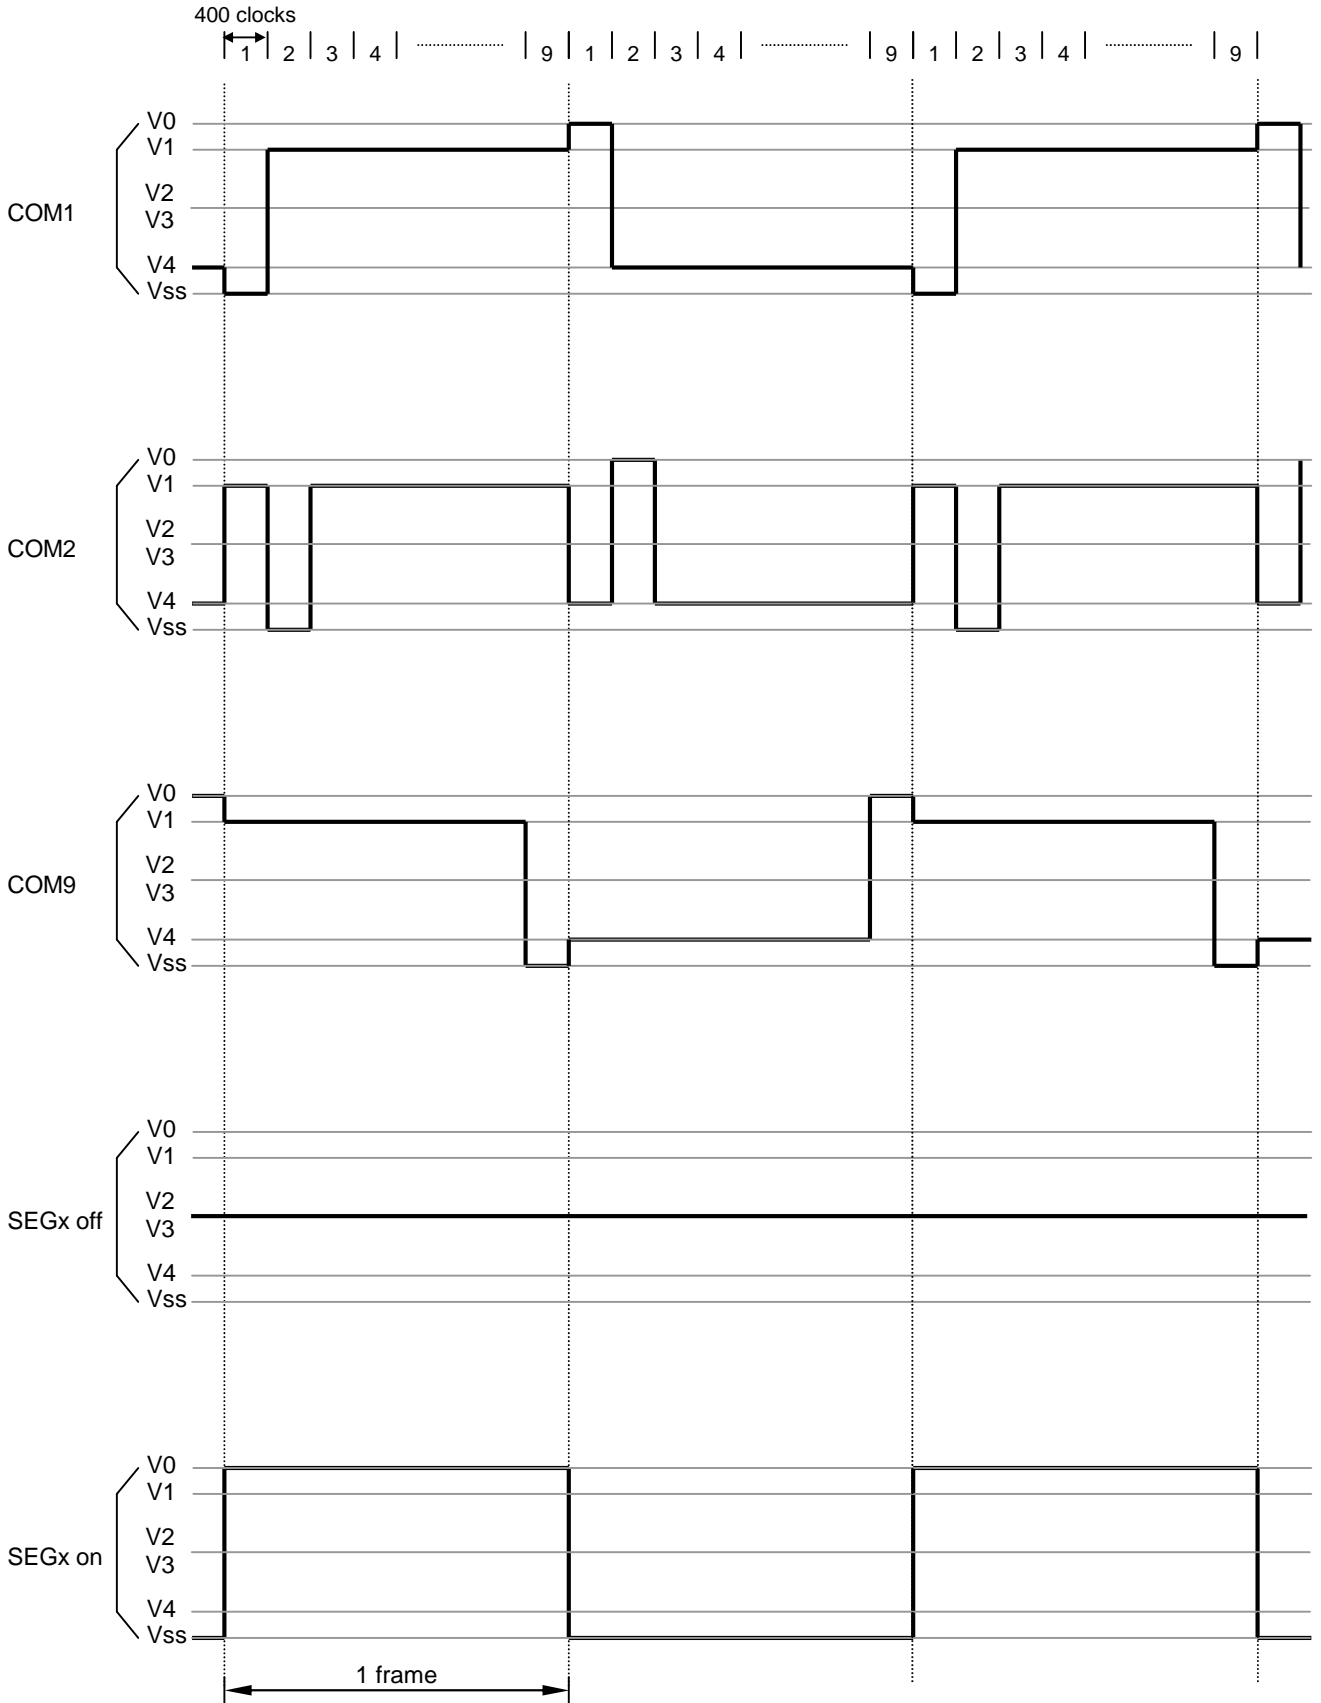 400 clocks
1 2 3 4 ........................ 9 1 2 3 4 ........................ 9 1 2 3 4 ........................ 9
V0
V1
V2
COM1
V3
V4
Vss
V0
V1
V2
COM2
V3
V4
Vss
V0
V1
V2
COM9
V3
V4
Vss
V0
V1
V2
SEGx off
V3
V4
Vss
V0
V1
V2
SEGx on
V3
V4
Vss
1 frame